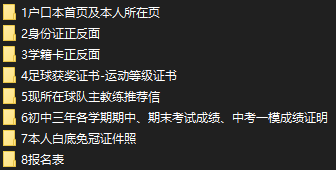 1户口本首页及本人所在页
2身份证正反面
3学籍卡正反面
4足球获奖证书-运动等级证书
5现所在球队主教练推荐信
6初中三年各学期期中、期末考试成绩、中考一模成绩证明
7本人白底免冠证件照
8报名表